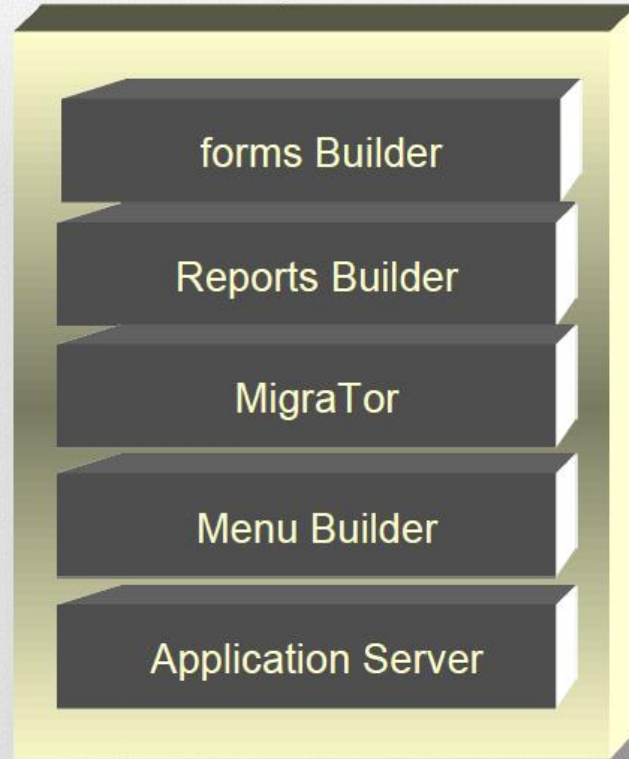 forms Builder
Reports Builder
MigraTor
Menu Builder
Application Server